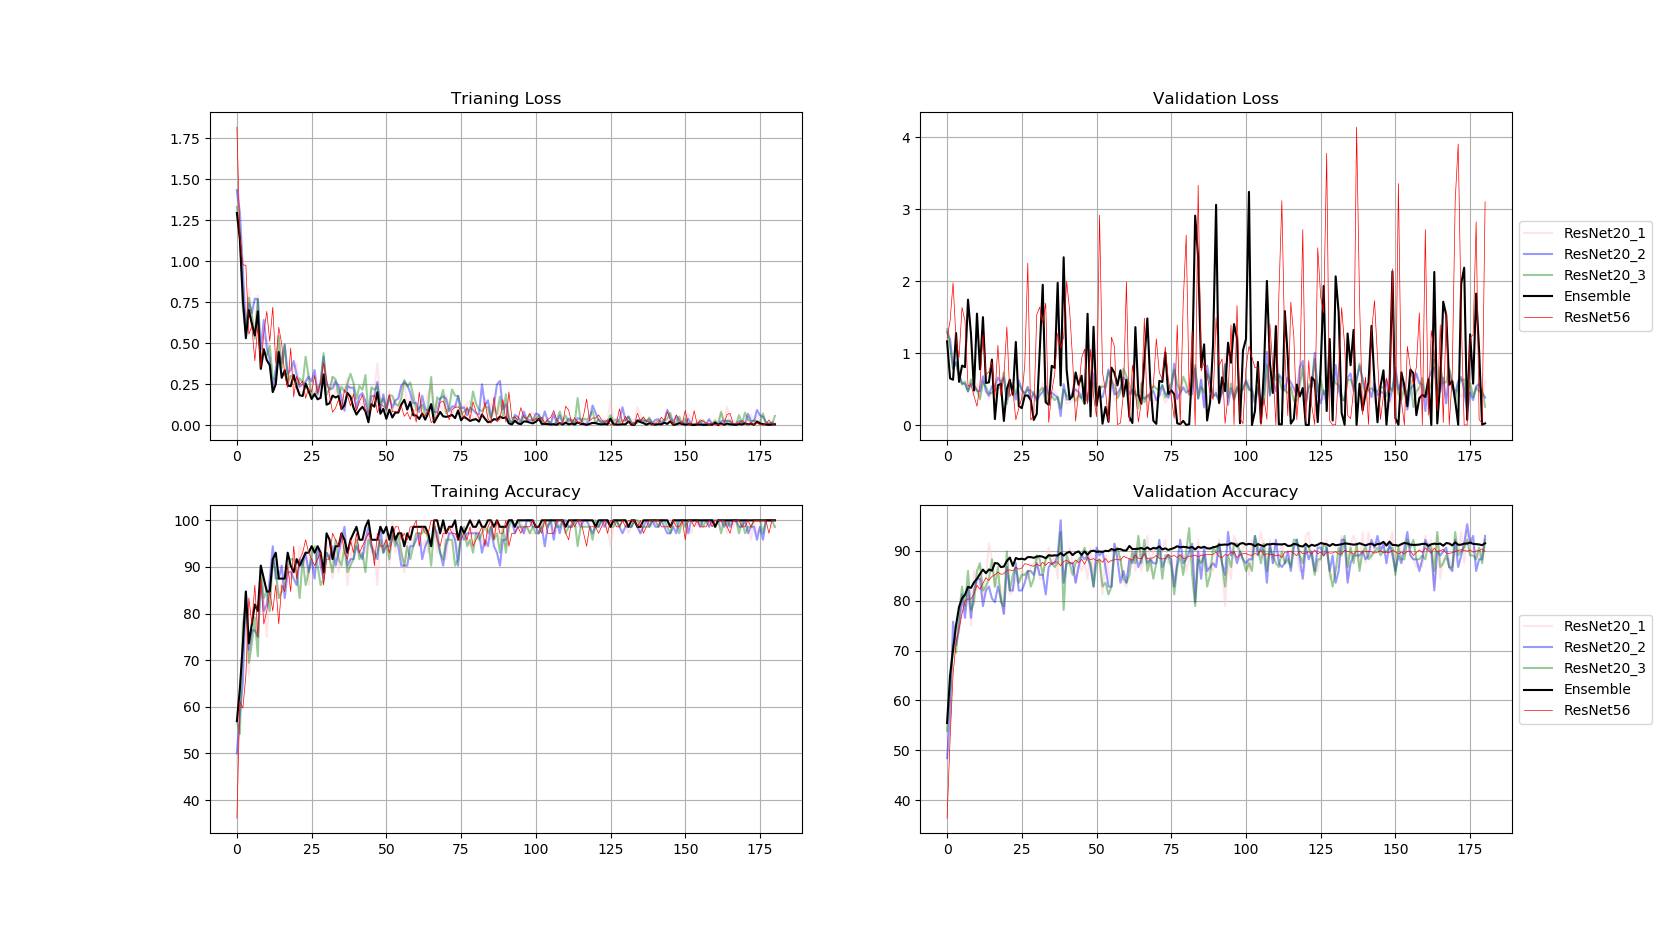 Trianing Loss
1.75
1.50
1.25
1.00
0.75
0.50
0.25
0.00
0 25 50 75 100 125 150 175
Validation Loss
4
3
2
1
0
0 25 50 75 100 125 150 175
ResNet20_1
ResNet20_2
ResNet20_3
Ensemble
ResNet56
Training Accuracy
100
90
80
70
60
50
40
0 25 50 75 100 125 150 175
Validation Accuracy
90
80
70
60
50
40
0 25 50 75 100 125 150 175
ResNet20_1
ResNet20_2
ResNet20_3
Ensemble
ResNet56